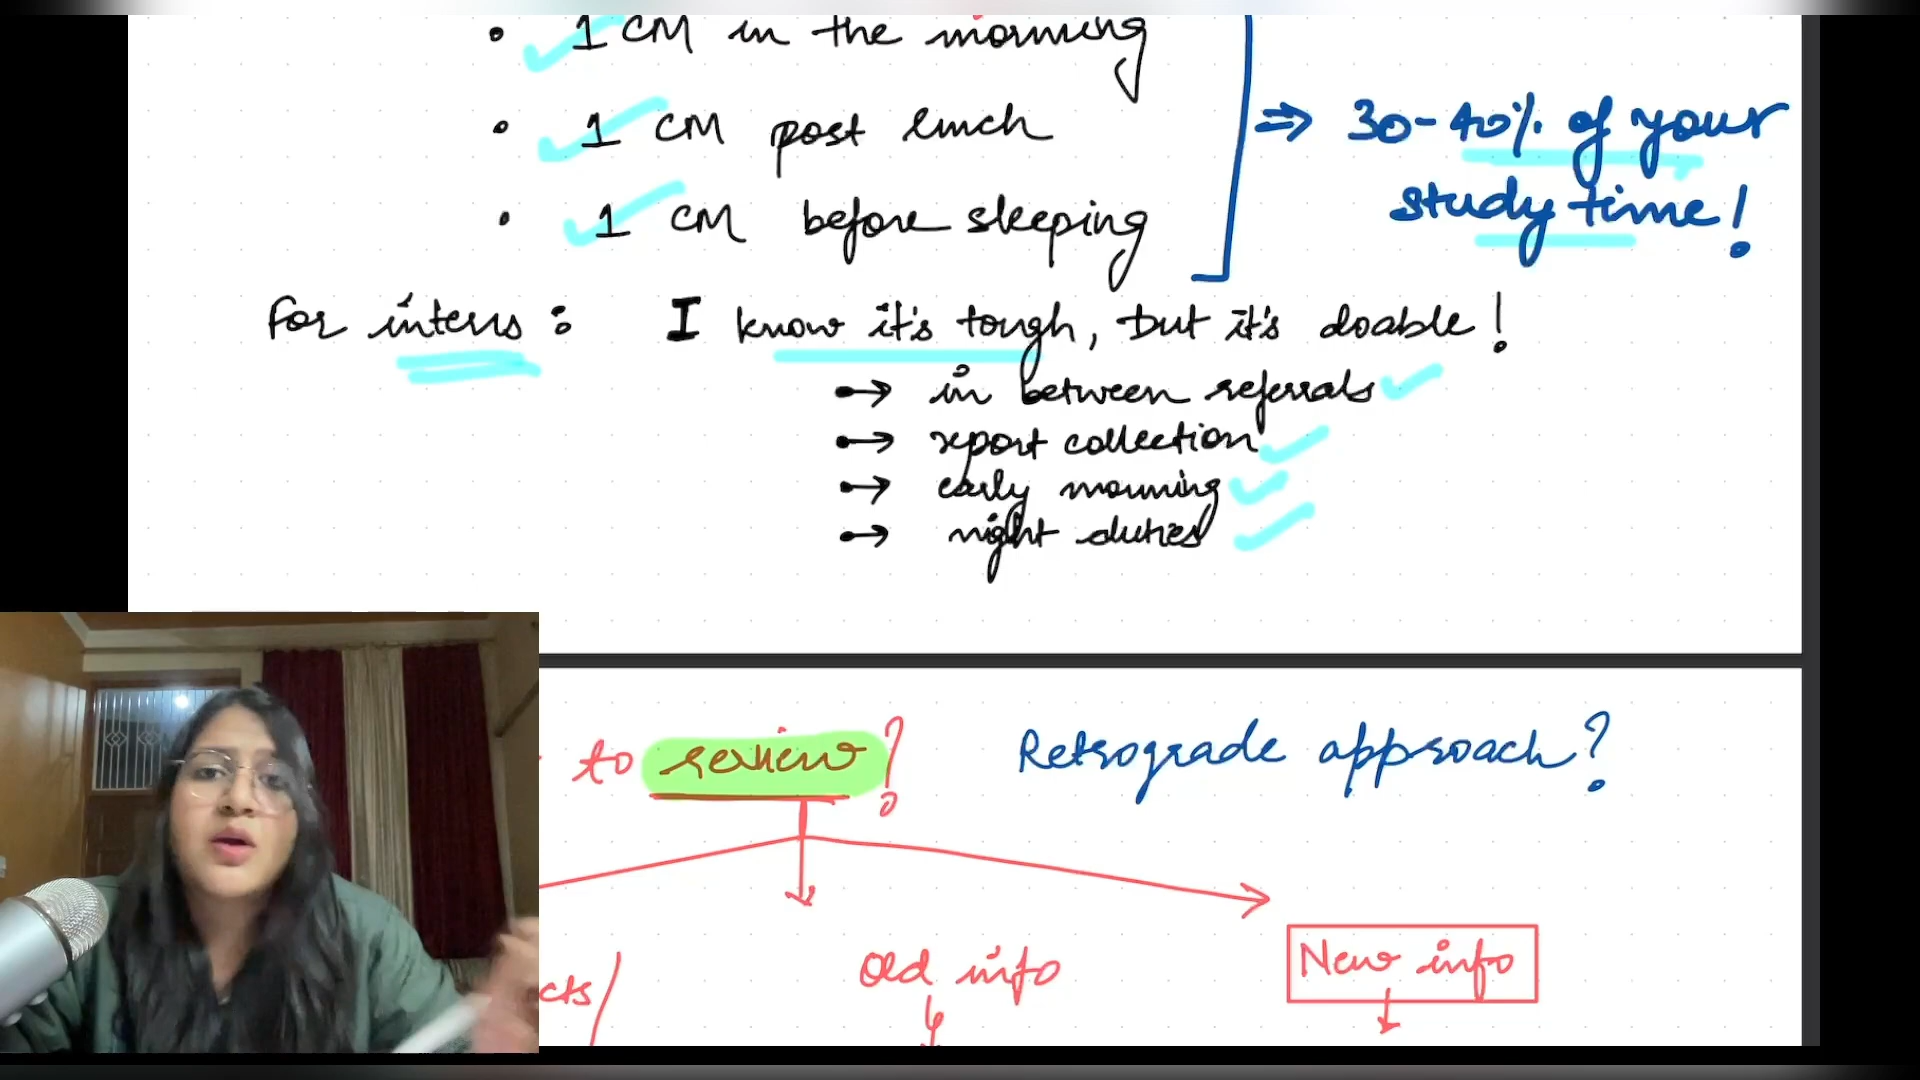 • 1 CM in the morning
• 1 CM post lunch
• 1 CM before sleeping
⇒ 30-40% of your
study time!
For interns : I know it's tough, but it's doable!
→ in between referrals
→ report collection
→ early morning
→ night duties
to review?
Retrograde approach?
cts/
Old info
New info